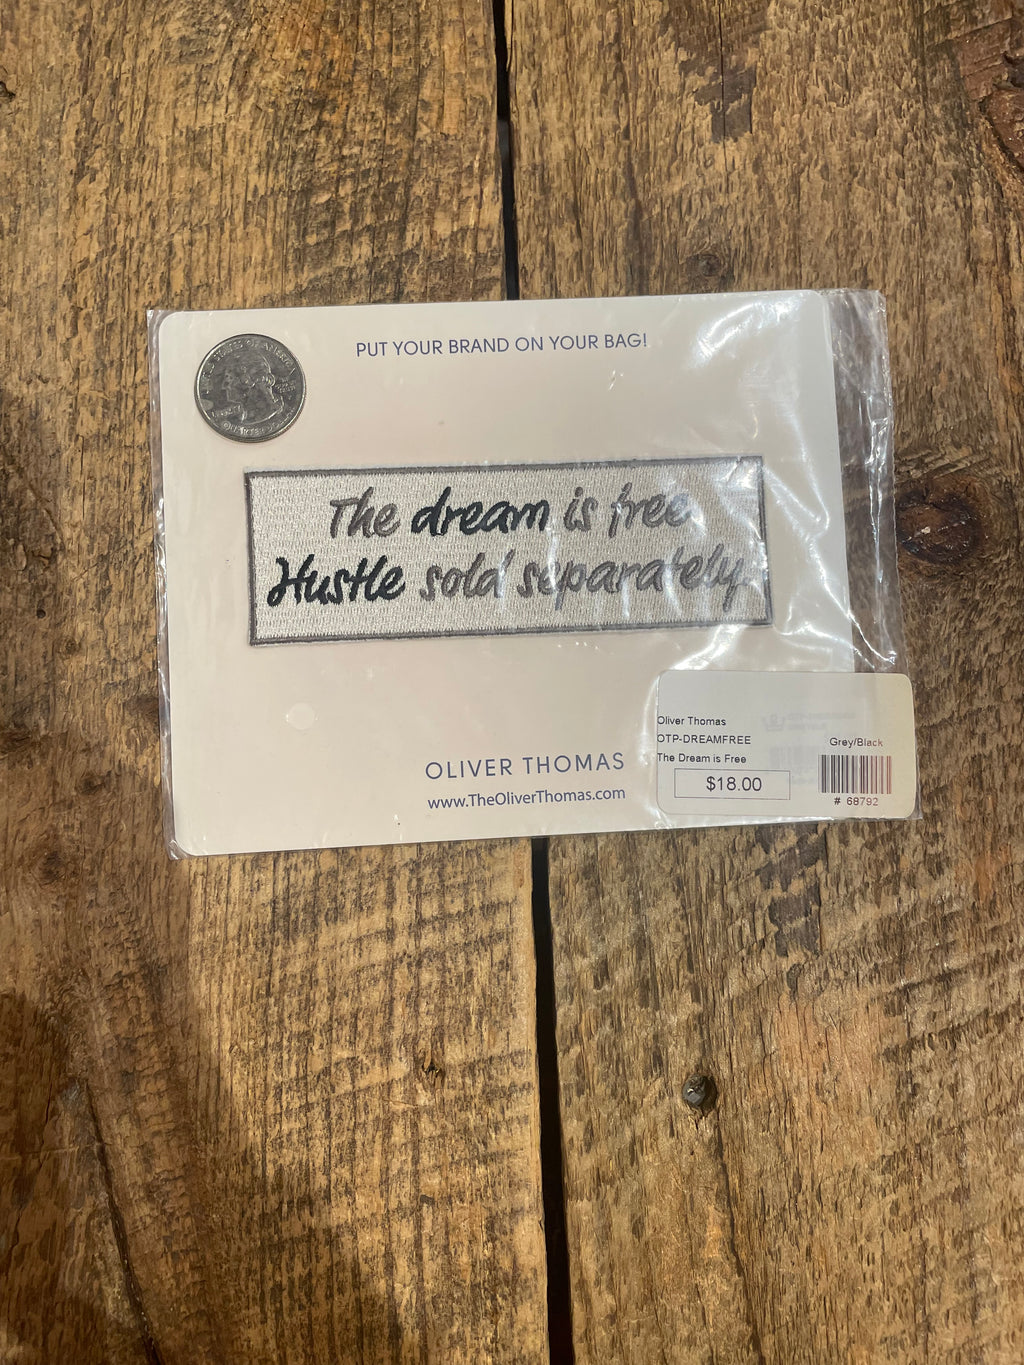 PUT YOUR BRAND ON YOUR BAG!
QUARTER
The dream is free
Hustle sold separately.
OLIVER THOMAS
www.TheOliverThomas.com
Oliver Thomas
OTP-DREAMFREE
Grey/Black
The Dream is Free
$18.00
# 68792